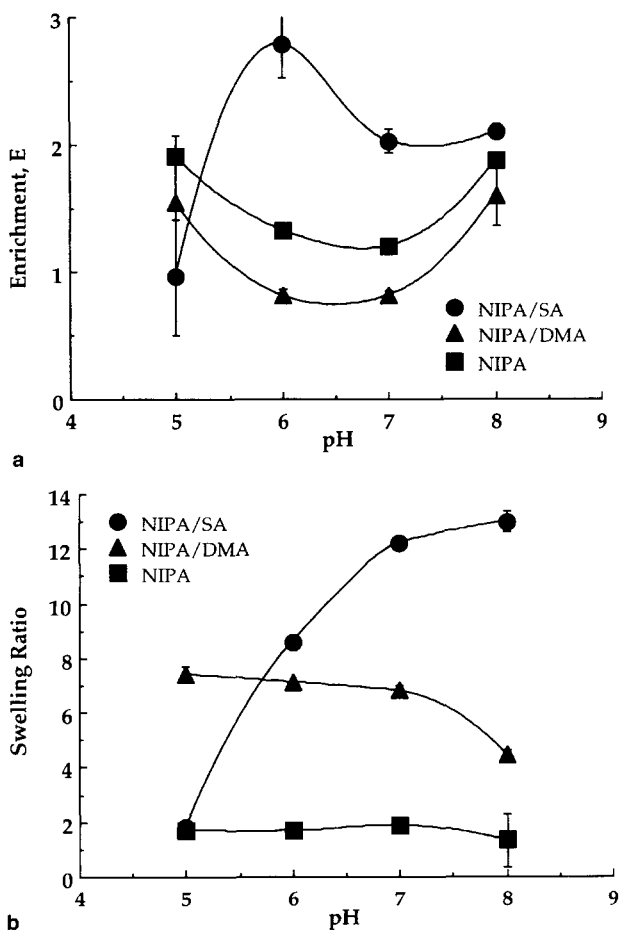 3
2
1
0
Enrichment, E
NIPA/SA
NIPA/DMA
NIPA
4 5 6 7 8 9
pH
a
14
12
10
8
6
4
2
0
Swelling Ratio
NIPA/SA
NIPA/DMA
NIPA
4 5 6 7 8 9
pH
b